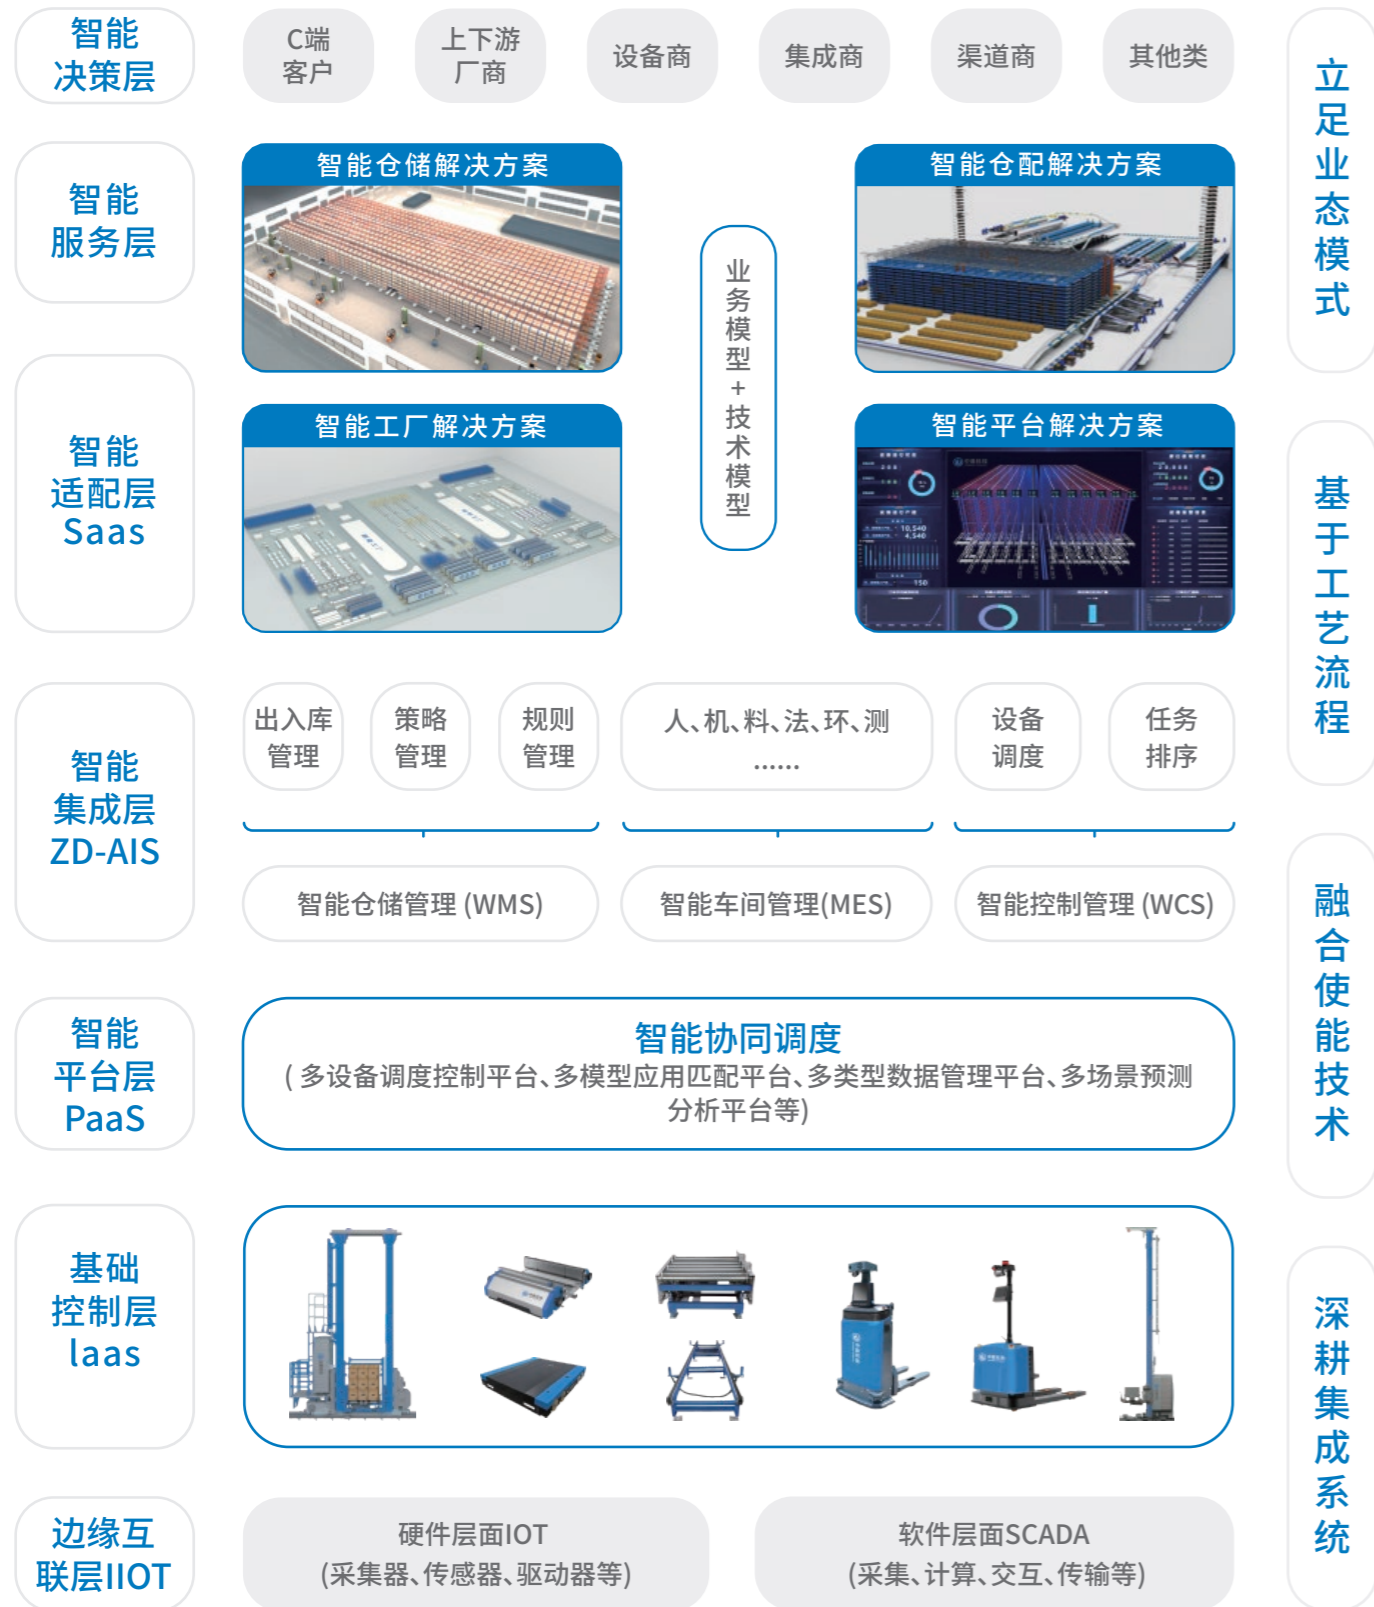 智能
决策层
C端
客户
上下游
厂商
设备商
集成商
渠道商
其他类
智能
服务层
智能仓储解决方案
智能仓配解决方案
业务模型+技术模型
智能
适配层
Saas
智能工厂解决方案
智能平台解决方案
10,540
4,540
150
智能
集成层
ZD-AIS
出入库
管理
策略
管理
规则
管理
人、机、料、法、环、测
......
设备
调度
任务
排序
智能仓储管理 (WMS)
智能车间管理(MES)
智能控制管理 (WCS)
智能
平台层
PaaS
智能协同调度
( 多设备调度控制平台、多模型应用匹配平台、多类型数据管理平台、多场景预测
分析平台等)
基础
控制层
laas
边缘互
联层IIOT
硬件层面IOT
(采集器、传感器、驱动器等)
软件层面SCADA
(采集、计算、交互、传输等)
立足业态模式
基于工艺流程
融合使能技术
深耕集成系统